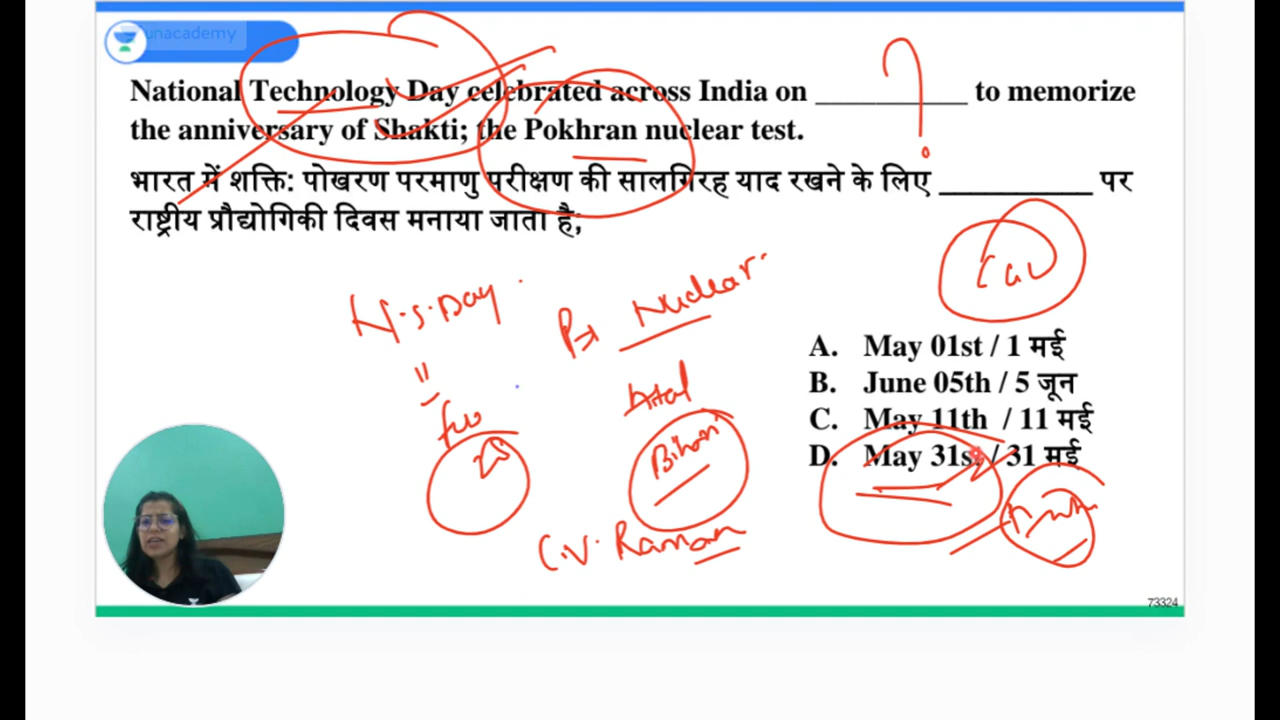 unacademy
National Technology Day celebrated across India on __________ to memorize
the anniversary of Shakti; the Pokhran nuclear test.
भारत में शक्ति: पोखरण परमाणु परीक्षण की सालगिरह याद रखने के लिए __________ पर
राष्ट्रीय प्रौद्योगिकी दिवस मनाया जाता है;
?
N.S.Day
Nuclear
Atal
Bihari
C.V. Raman
A. May 01st / 1 मई
B. June 05th / 5 जून
C. May 11th / 11 मई
D. May 31st / 31 मई
73324